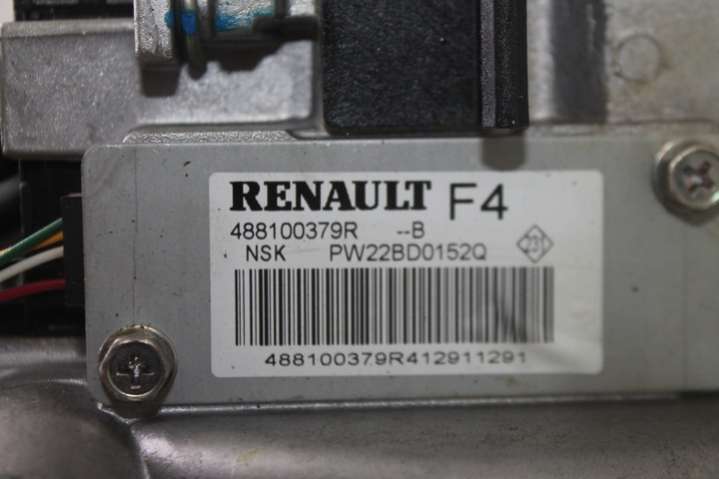 RENAULT F4
488100379R --B
NSK PW22BD0152Q 231
488100379R412911291